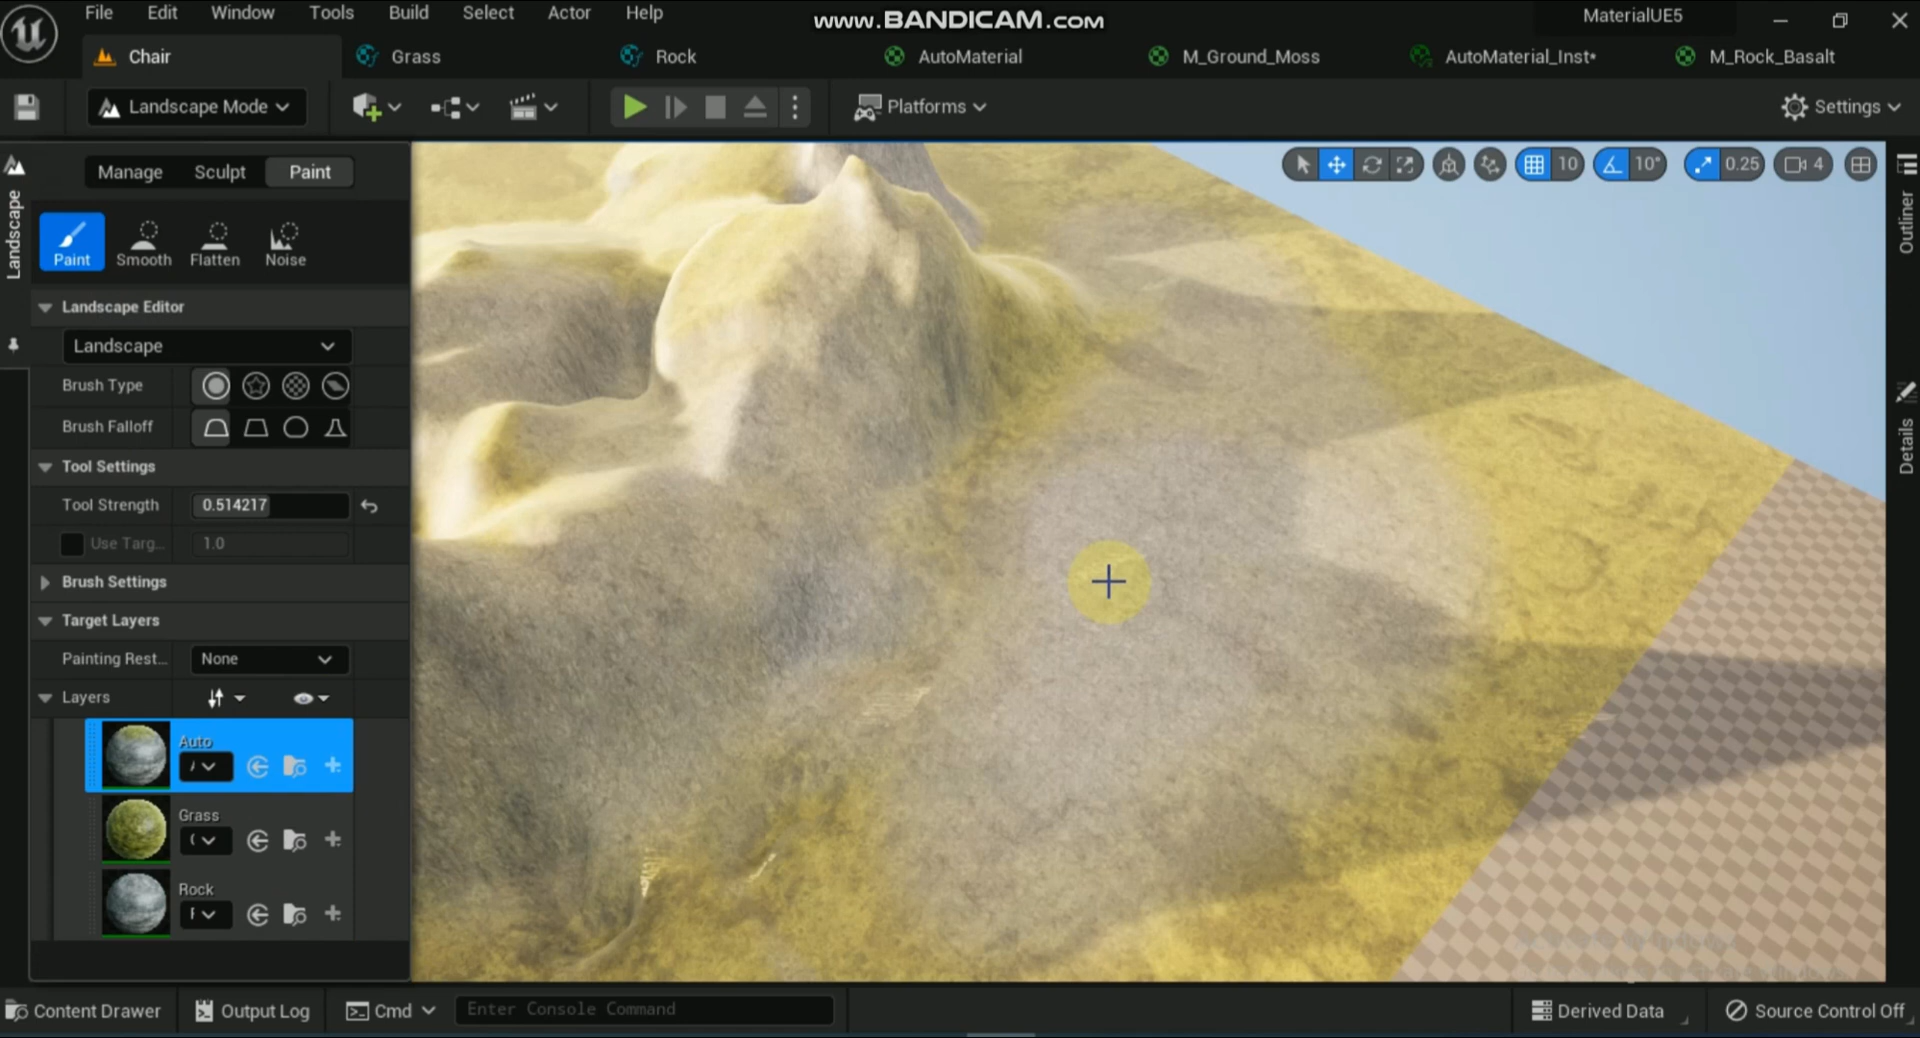 File Edit Window Tools Build Select Actor Help
www.BANDICAM.com
MaterialUE5
Chair Grass Rock AutoMaterial M_Ground_Moss AutoMaterial_Inst* M_Rock_Basalt
Landscape Mode Platforms Settings
Manage Sculpt Paint
10 10° 0.25 4
Landscape
Outliner
Details
Paint Smooth Flatten Noise
Landscape Editor
Landscape
Brush Type
Brush Falloff
Tool Settings
Tool Strength 0.514217
Use Targ... 1.0
Brush Settings
Target Layers
Painting Rest... None
Layers
Auto
Grass
Rock
Content Drawer Output Log Cmd Enter Console Command Derived Data Source Control Off